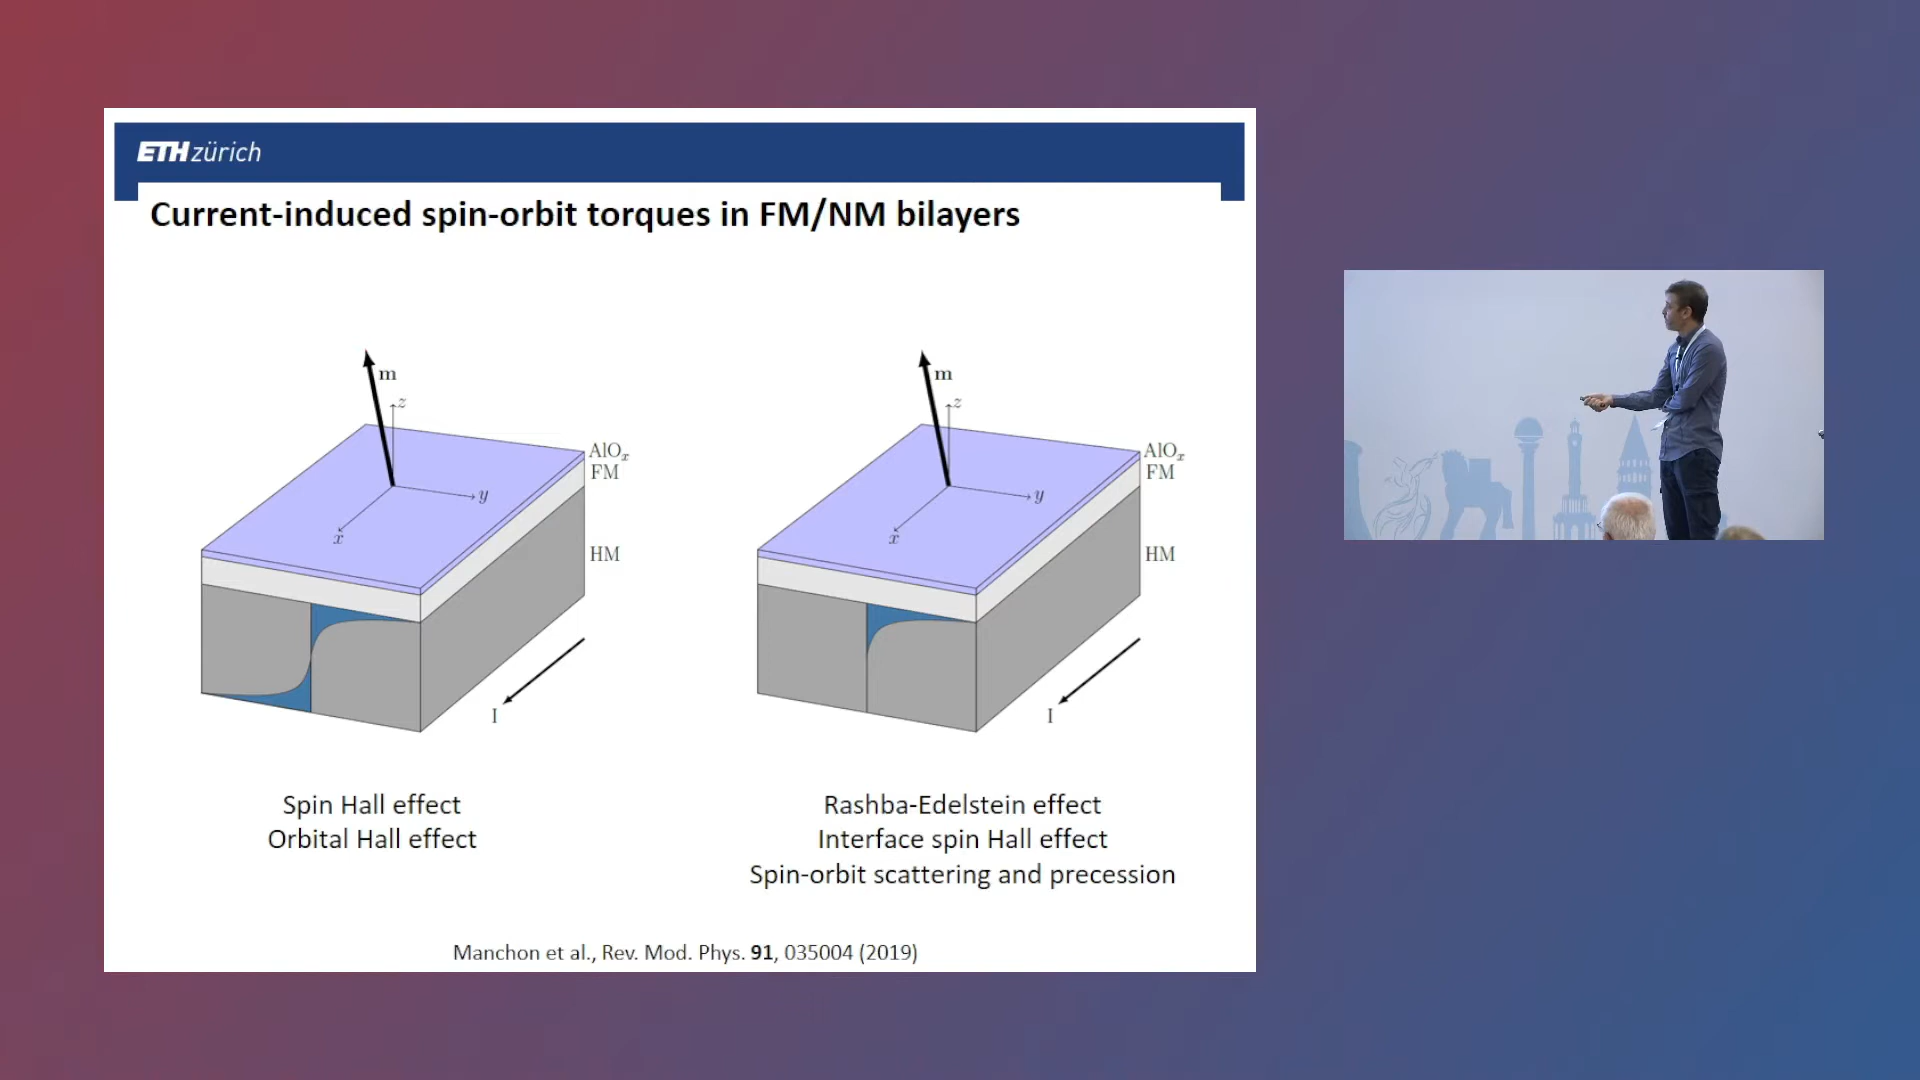 ETH zürich
Current-induced spin-orbit torques in FM/NM bilayers
m
z
y
x
AlOₓ
FM
HM
I
m
z
y
x
AlOₓ
FM
HM
I
Spin Hall effect
Orbital Hall effect
Rashba-Edelstein effect
Interface spin Hall effect
Spin-orbit scattering and precession
Manchon et al., Rev. Mod. Phys. 91, 035004 (2019)